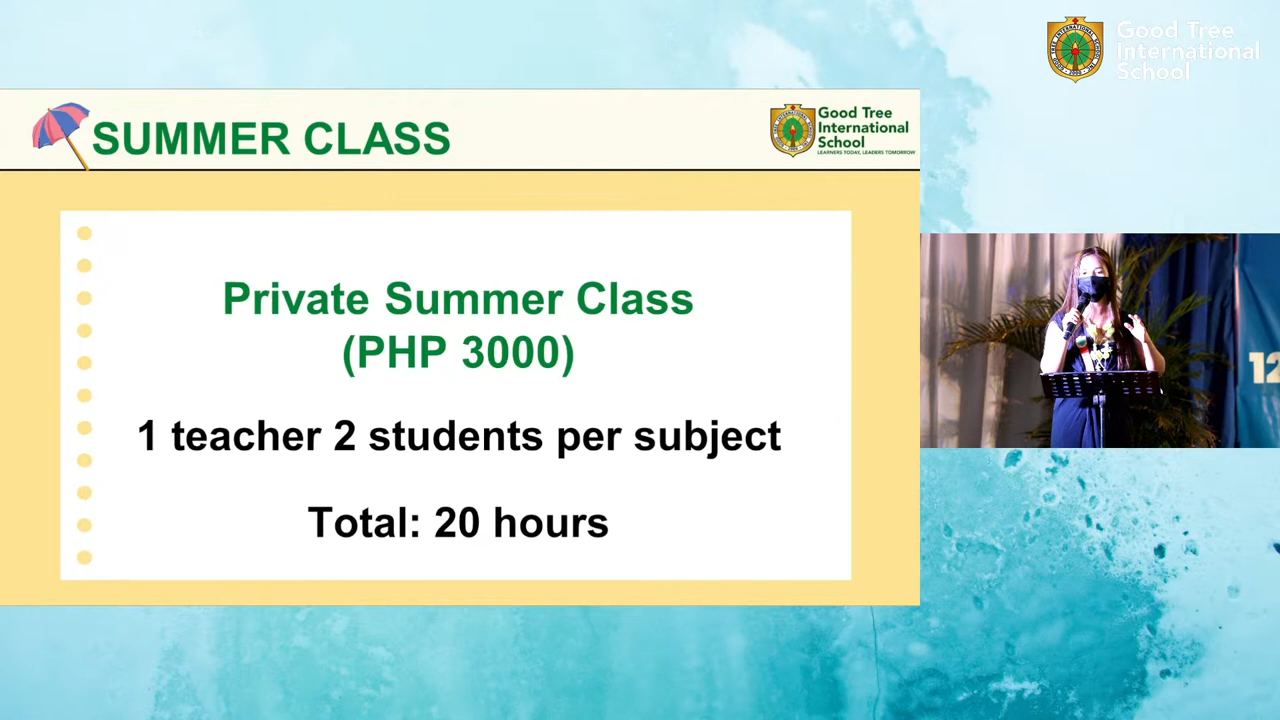 Good Tree
International
School
SUMMER CLASS
Good Tree
International
School
LEARNERS TODAY, LEADERS TOMORROW
Private Summer Class
(PHP 3000)
1 teacher 2 students per subject
Total: 20 hours
12